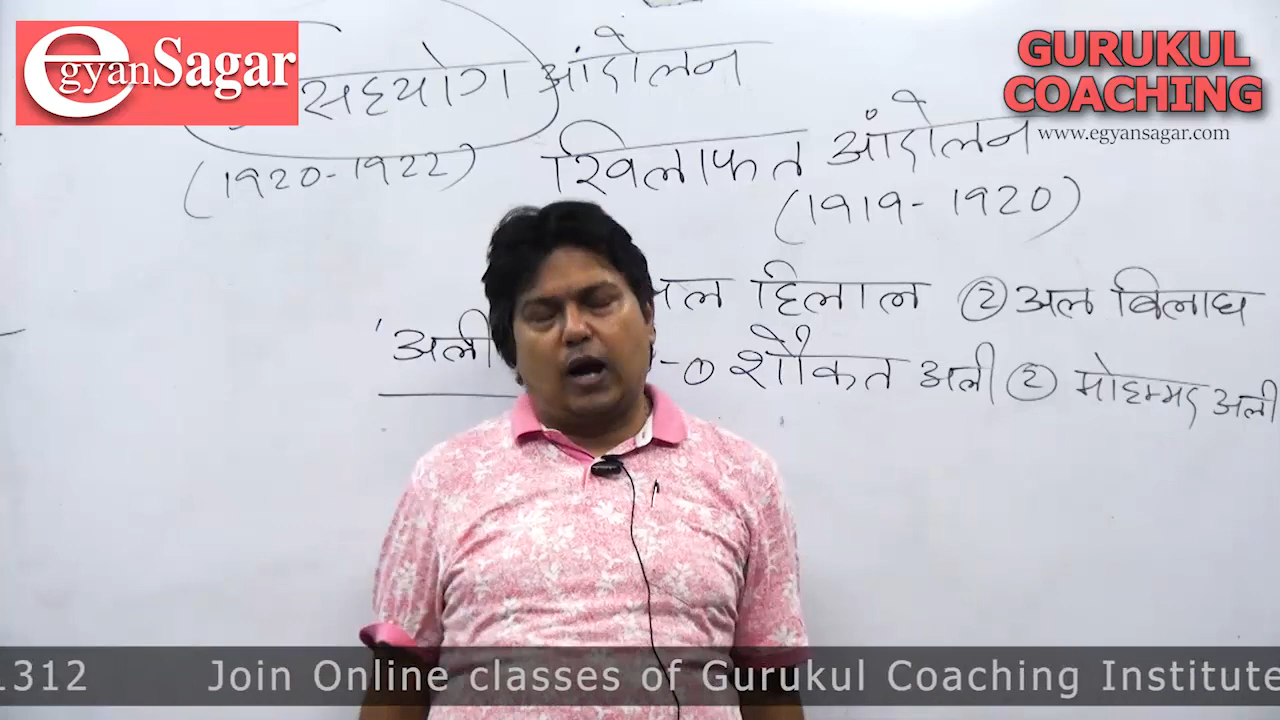 egyanSagar
GURUKUL
COACHING
www.egyansagar.com
सहयोग आंदोलन
(1920-1922)
खिलाफत आंदोलन
(1919-1920)
हिलाल ② अल बिलाघ
'अली
① शौकत अली ② मोहम्मद अली
1312 Join Online classes of Gurukul Coaching Institute